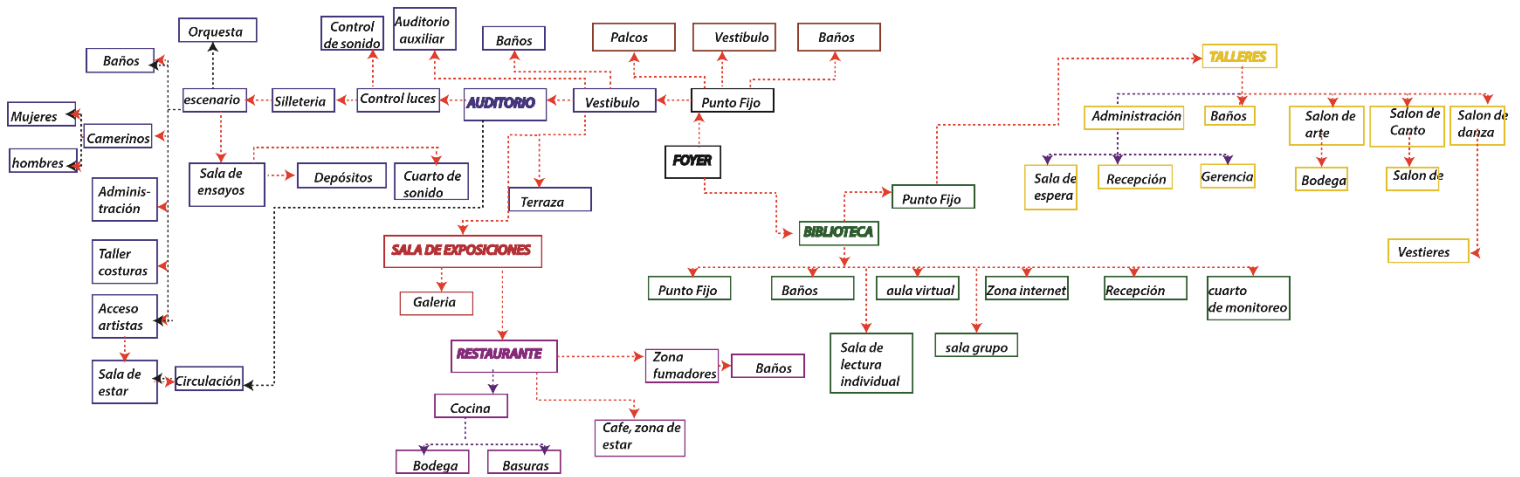 Orquesta
Control
de sonido
Auditorio
auxiliar
Baños
Palcos
Vestíbulo
Baños
TALLERES
Baños
escenario
Silleteria
Control luces
AUDITORIO
Vestíbulo
Punto Fijo
Mujeres
hombres
Camerinos
Administración
Baños
Salon de
arte
Salon de
Canto
Salon de
danza
FOYER
Sala de
ensayos
Depósitos
Cuarto de
sonido
Terraza
Punto Fijo
Sala de
espera
Recepción
Gerencia
Bodega
Salon de
Adminis-
tración
BIBLIOTECA
SALA DE EXPOSICIONES
Vestieres
Taller
costuras
Galeria
Punto Fijo
Baños
aula virtual
Zona internet
Recepción
cuarto
de monitoreo
Acceso
artistas
Sala de
lectura
individual
sala grupo
RESTAURANTE
Zona
fumadores
Baños
Sala de
estar
Circulación
Cocina
Cafe, zona de
estar
Bodega
Basuras